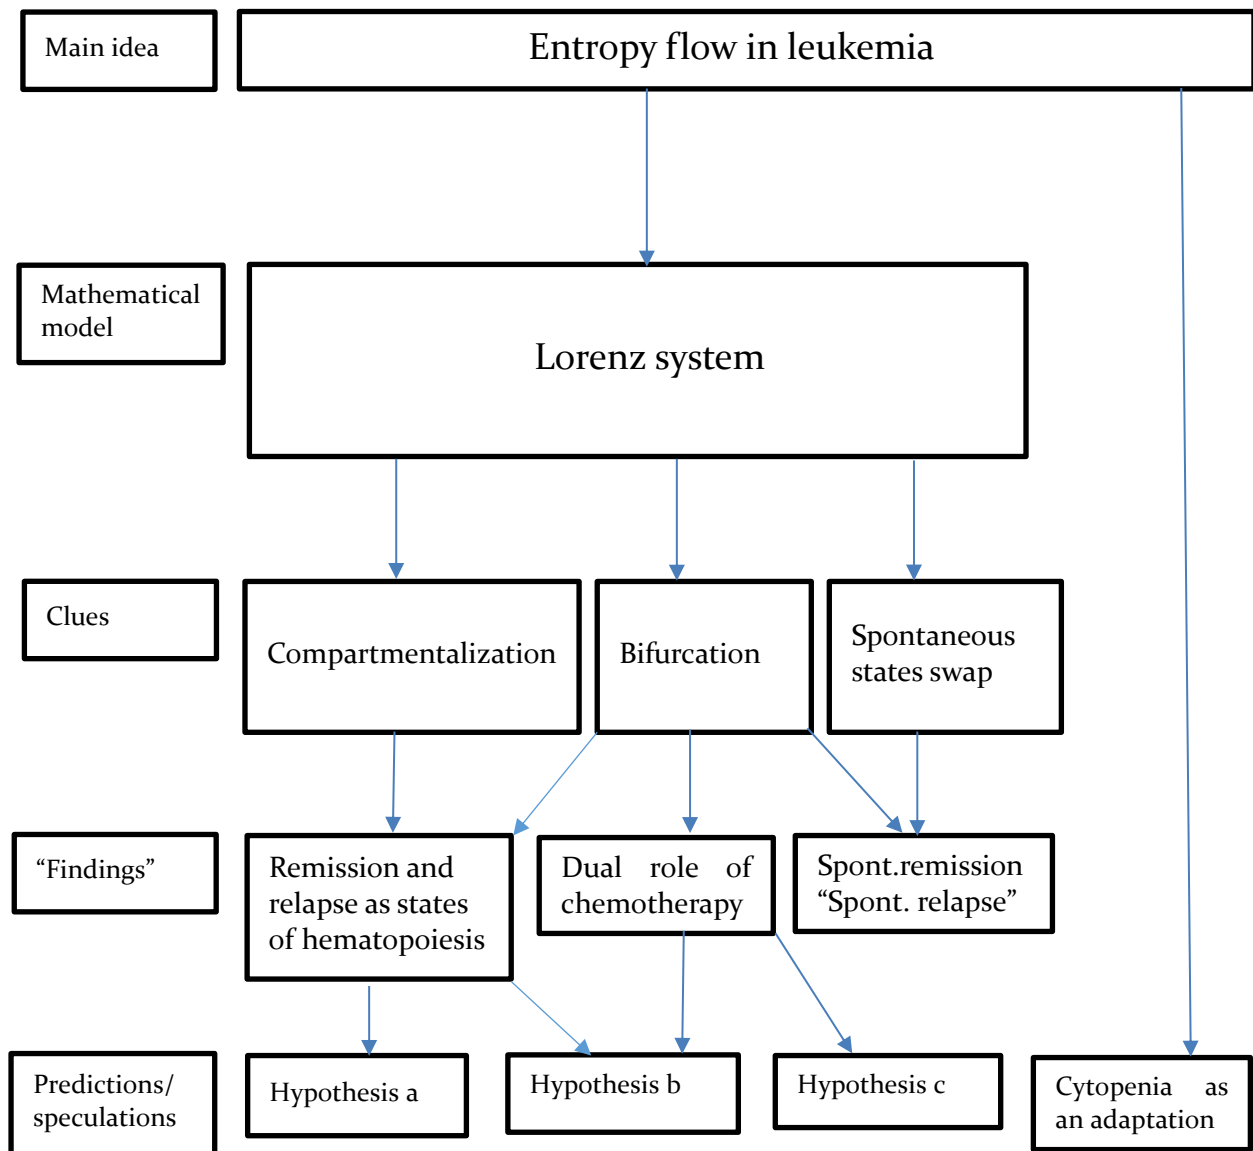 Main idea
Entropy flow in leukemia
Mathematical
model
Lorenz system
Clues
Compartmentalization
Bifurcation
Spontaneous
states swap
“Findings”
Remission and
relapse as states
of hematopoiesis
Dual role of
chemotherapy
Spont.remission
“Spont. relapse”
Predictions/
speculations
Hypothesis a
Hypothesis b
Hypothesis c
Cytopenia as
an adaptation